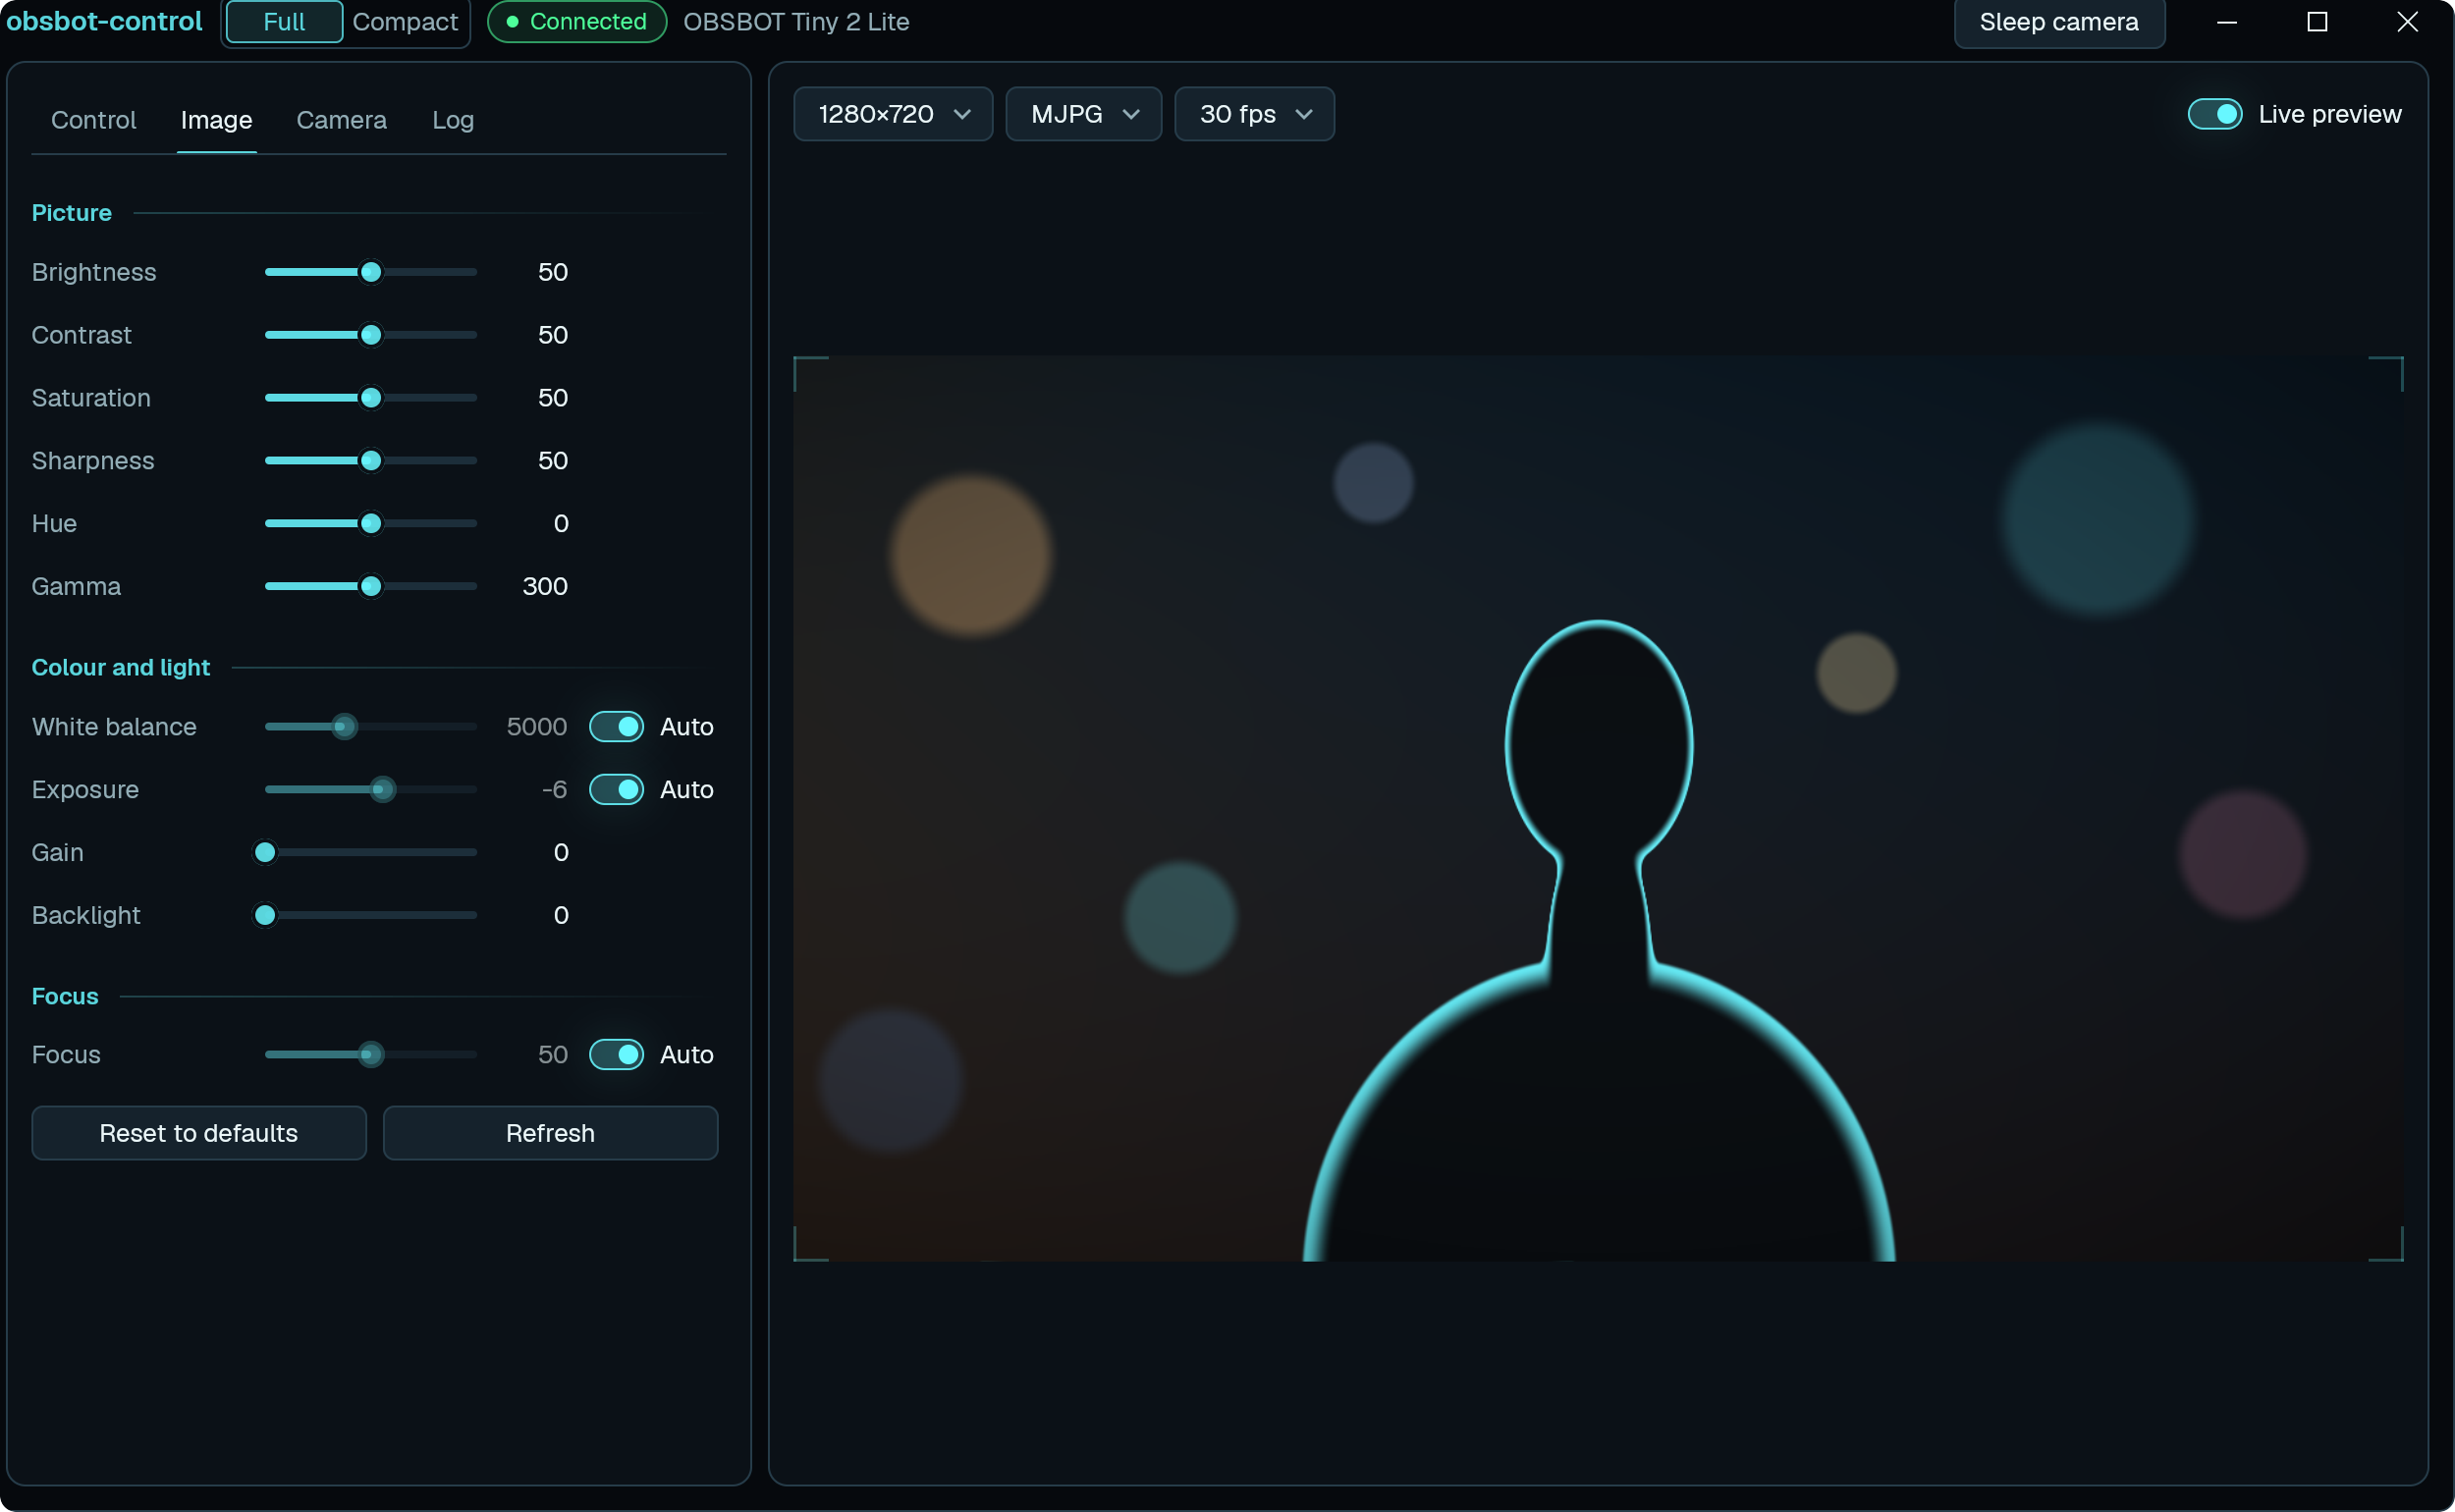 obsbot-control Full Compact Connected OBSBOT Tiny 2 Lite Sleep camera
Control Image Camera Log
1280×720 MJPG 30 fps Live preview
Picture
Brightness 50
Contrast 50
Saturation 50
Sharpness 50
Hue 0
Gamma 300
Colour and light
White balance 5000 Auto
Exposure -6 Auto
Gain 0
Backlight 0
Focus
Focus 50 Auto
Reset to defaults Refresh